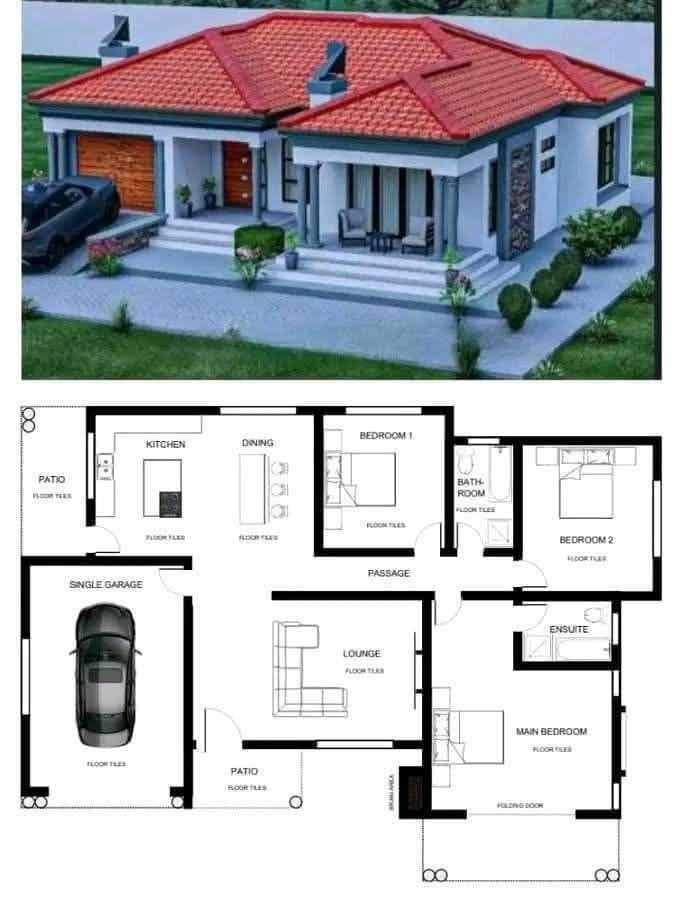 KITCHEN
DINING
BEDROOM 1
PATIO
FLOOR TILES
BATH-
ROOM
FLOOR TILES
FLOOR TILES
FLOOR TILES
FLOOR TILES
BEDROOM 2
FLOOR TILES
PASSAGE
SINGLE GARAGE
ENSUITE
LOUNGE
FLOOR TILES
MAIN BEDROOM
FLOOR TILES
FLOOR TILES
PATIO
FLOOR TILES
BRAAI AREA
FOLDING DOOR